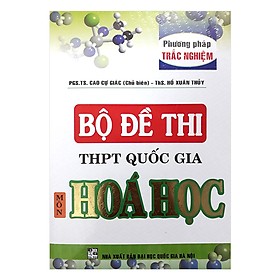 Phương pháp
TRẮC NGHIỆM
PGS.TS. CAO CỰ GIÁC (Chủ biên) - ThS. HỒ XUÂN THỦY
BỘ ĐỀ THI
THPT QUỐC GIA
MÔN
HOÁ HỌC
NHÀ XUẤT BẢN ĐẠI HỌC QUỐC GIA HÀ NỘI